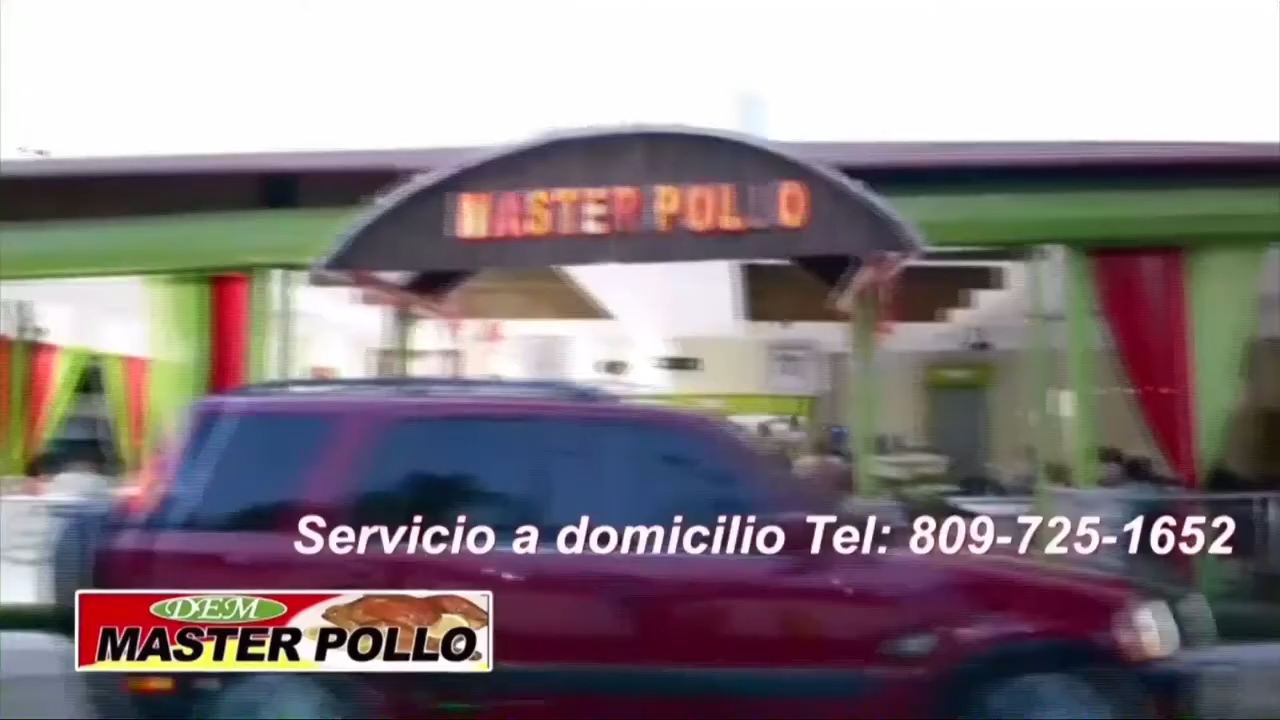 MASTER POLLO
Servicio a domicilio Tel: 809-725-1652
DEM
MASTER POLLO